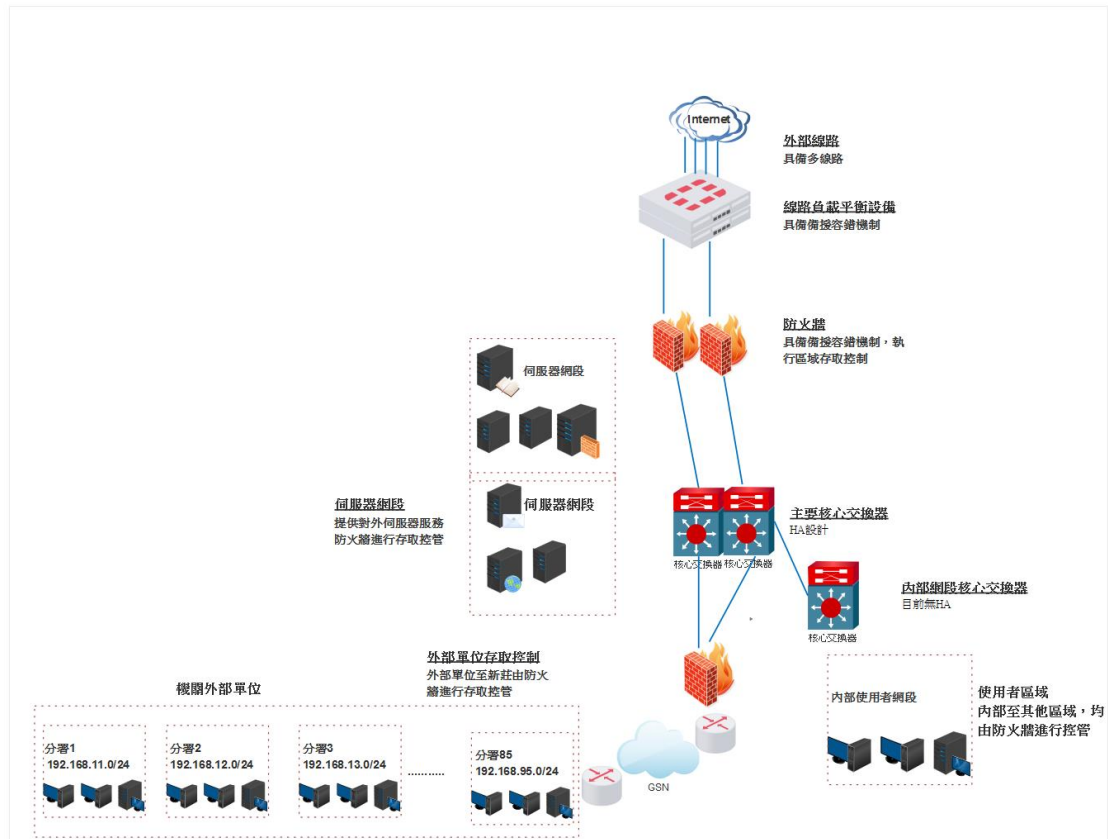 Internet
外部線路
具備多線路
線路負載平衡設備
具備備援容錯機制
防火牆
具備備援容錯機制，執
行區域存取控制
伺服器網段
伺服器網段
伺服器網段
提供對外伺服器服務
防火牆進行存取控管
主要核心交換器
HA設計
核心交換器
核心交換器
內部網段核心交換器
目前無HA
核心交換器
外部單位存取控制
外部單位至新莊由防火
牆進行存取控管
機關外部單位
內部使用者網段
使用者區域
內部至其他區域，均
由防火牆進行控管
分署1
192.168.11.0/24
分署2
192.168.12.0/24
分署3
192.168.13.0/24
...........
分署85
192.168.95.0/24
GSN